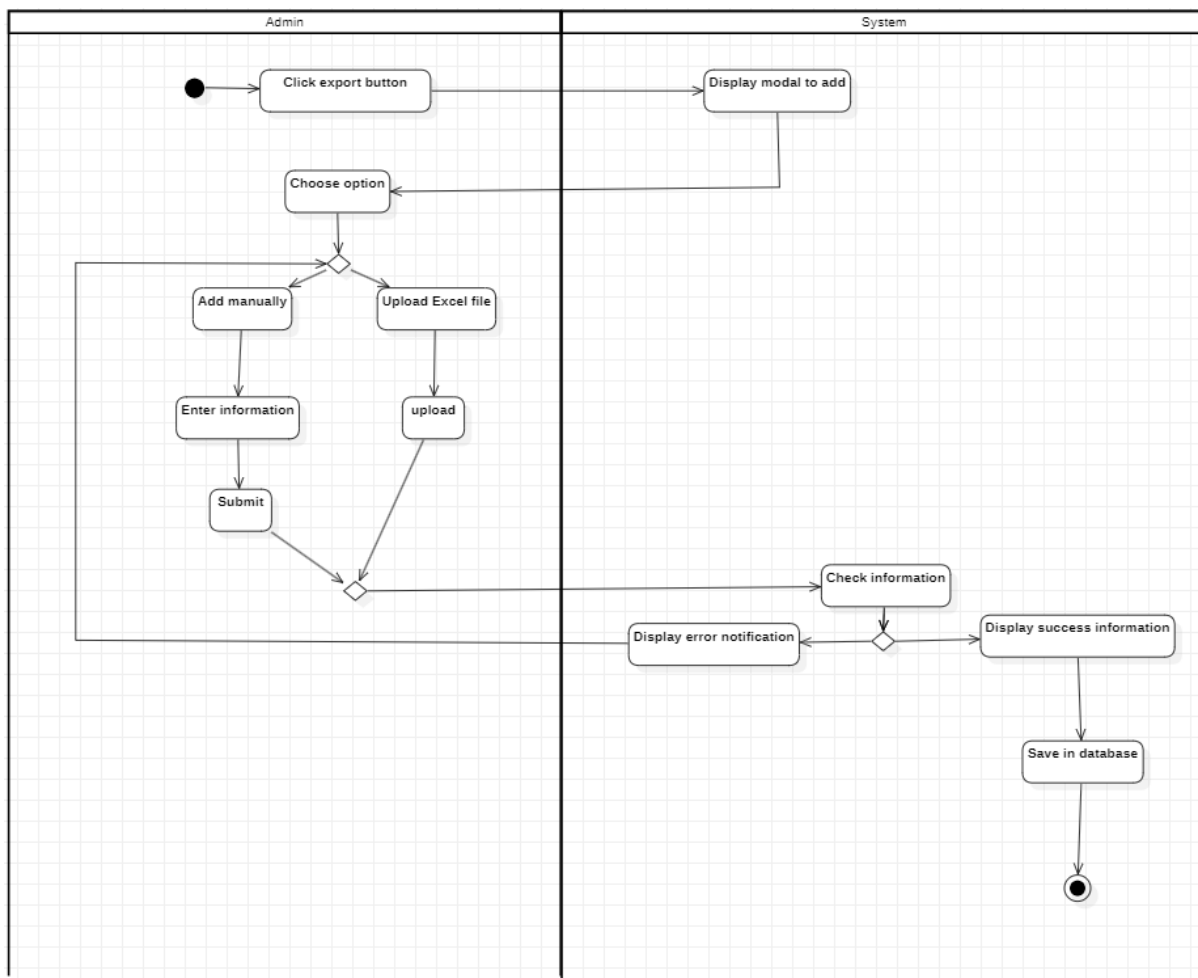 Admin
System
Click export button
Display modal to add
Choose option
Add manually
Upload Excel file
Enter information
upload
Submit
Check information
Display error notification
Display success information
Save in database